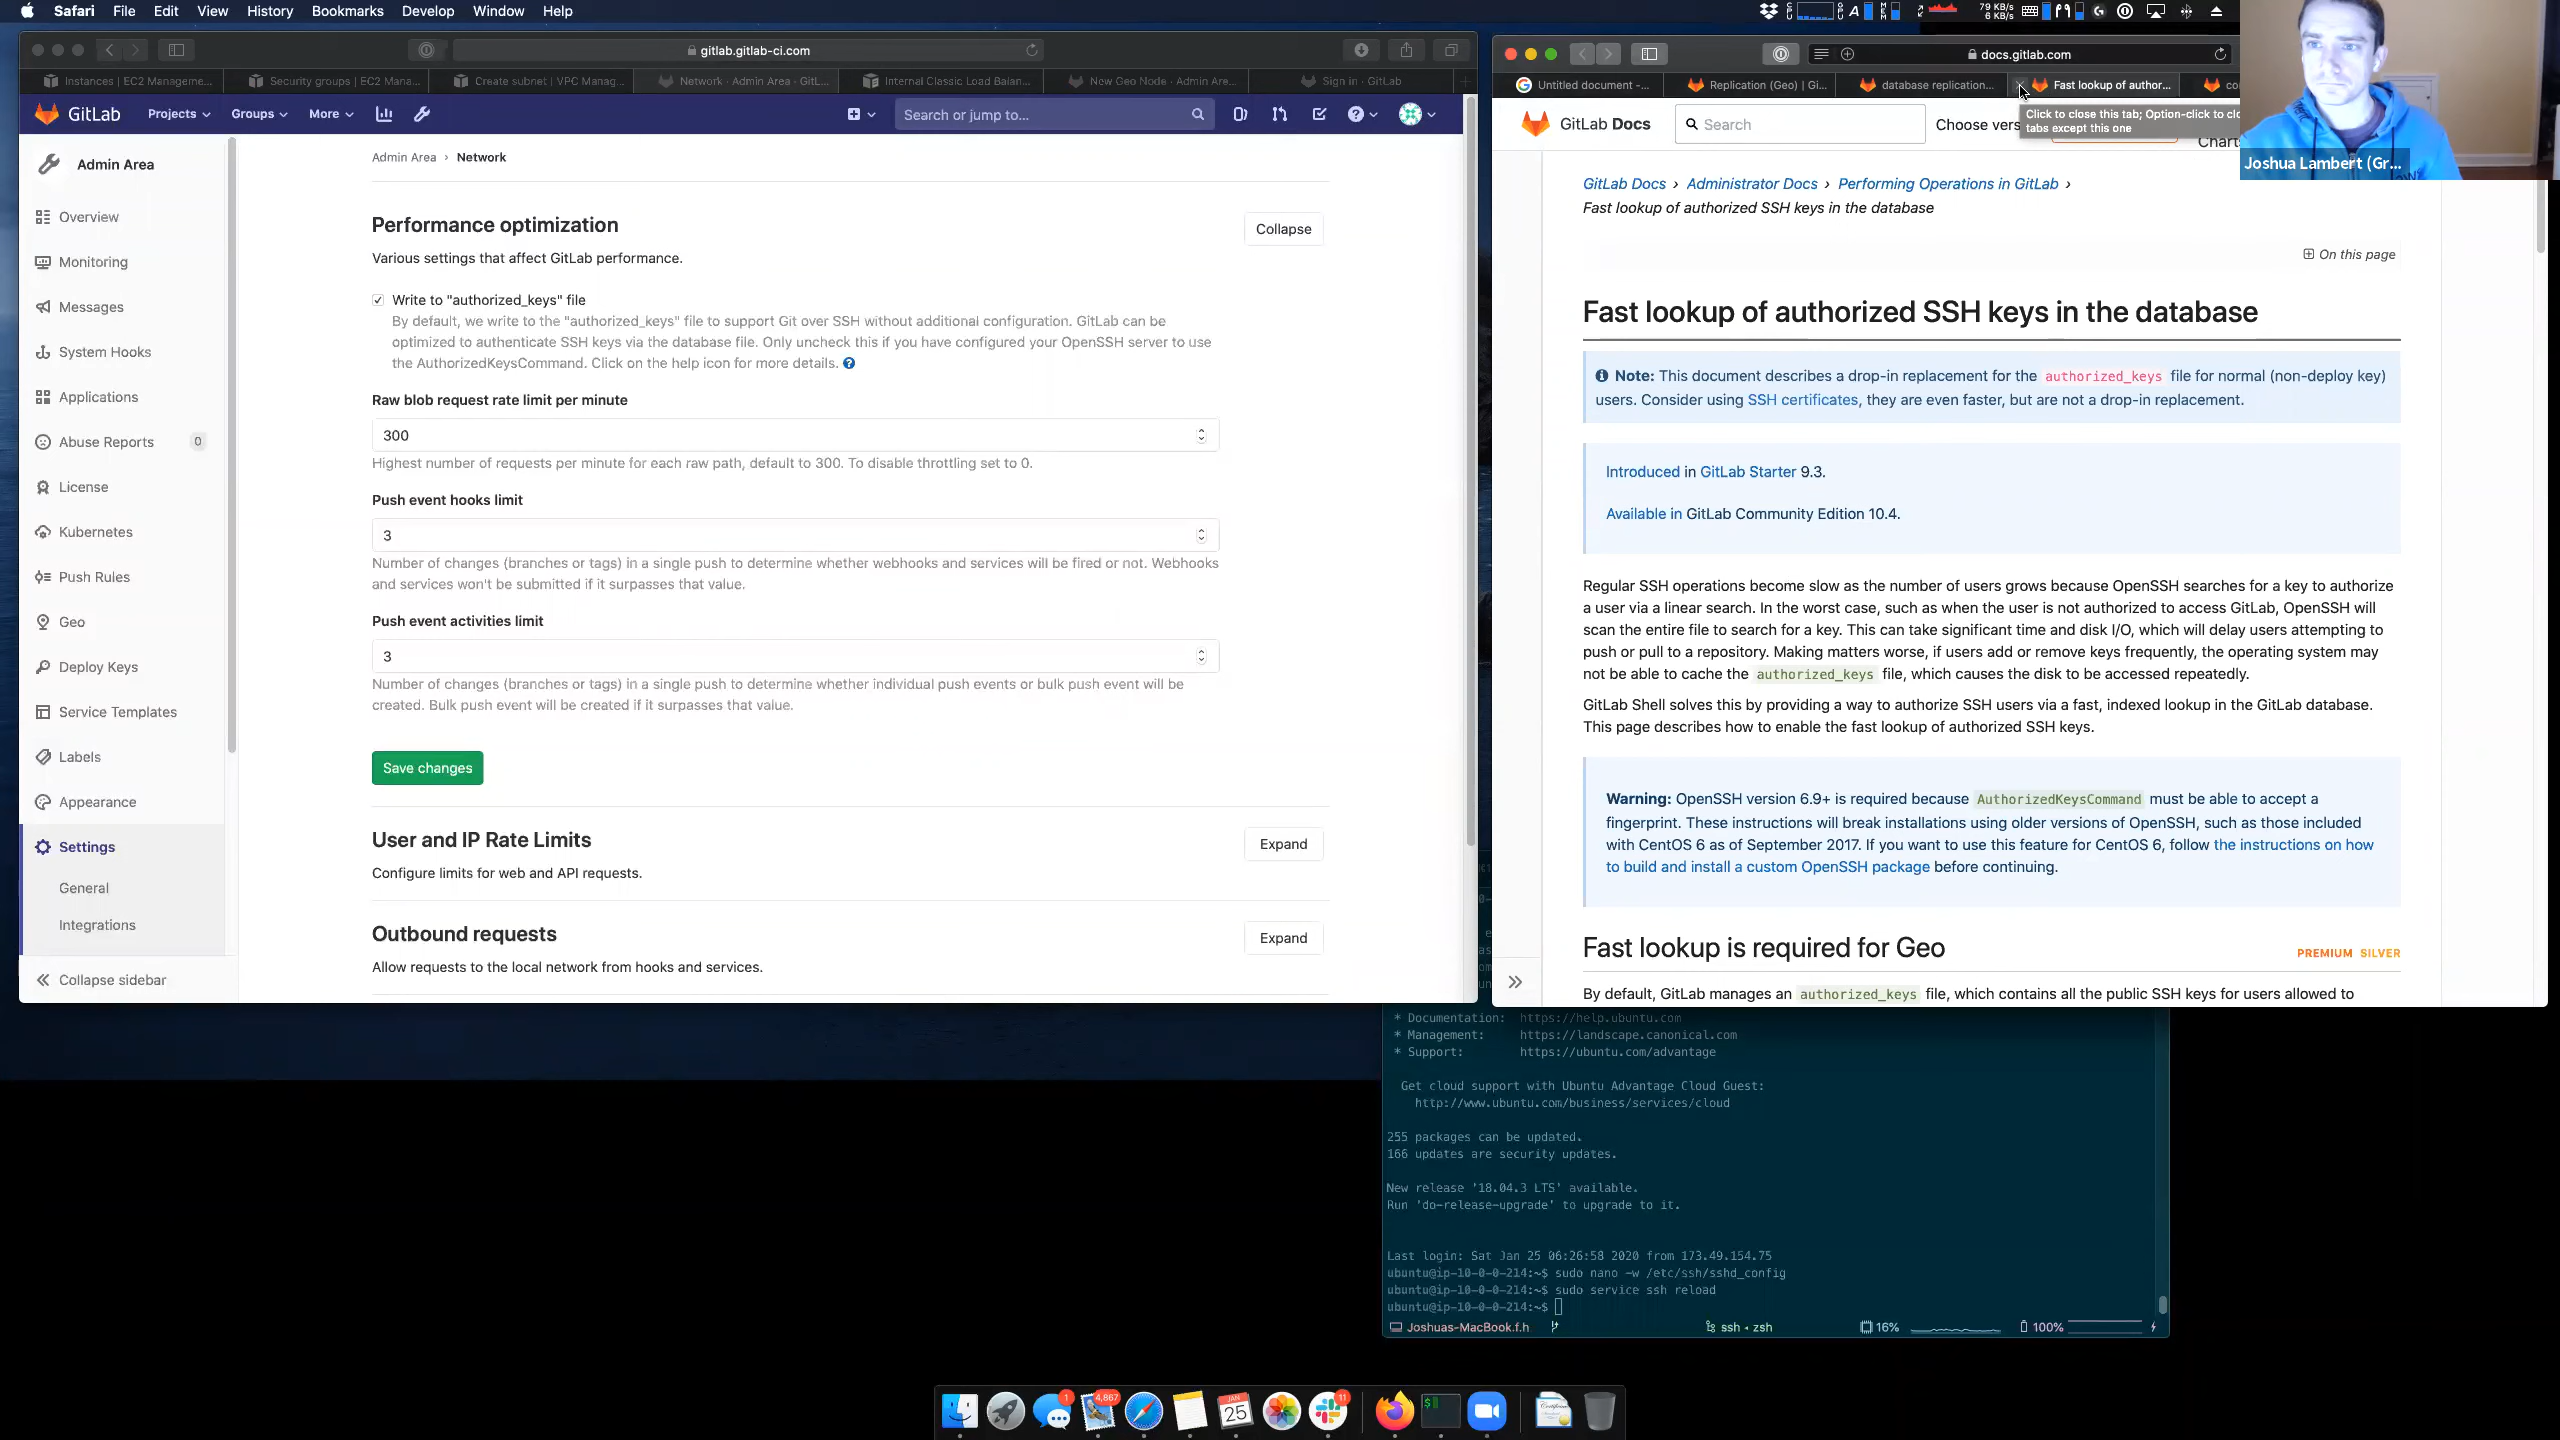 Safari File Edit View History Bookmarks Develop Window Help
79 KB/s
6 KB/s
gitlab.gitlab-ci.com
Instances | EC2 Manageme...
Security groups | EC2 Mana...
Create subnet | VPC Manag...
Network · Admin Area · GitL...
Internal Classic Load Balan...
New Geo Node · Admin Are...
Sign in · GitLab
GitLab
Projects
Groups
More
Search or jump to...
Admin Area
Overview
Monitoring
Messages
System Hooks
Applications
Abuse Reports 0
License
Kubernetes
Push Rules
Geo
Deploy Keys
Service Templates
Labels
Appearance
Settings
General
Integrations
Collapse sidebar
Admin Area › Network
Performance optimization
Collapse
Various settings that affect GitLab performance.
Write to "authorized_keys" file
By default, we write to the "authorized_keys" file to support Git over SSH without additional configuration. GitLab can be
optimized to authenticate SSH keys via the database file. Only uncheck this if you have configured your OpenSSH server to use
the AuthorizedKeysCommand. Click on the help icon for more details.
Raw blob request rate limit per minute
300
Highest number of requests per minute for each raw path, default to 300. To disable throttling set to 0.
Push event hooks limit
3
Number of changes (branches or tags) in a single push to determine whether webhooks and services will be fired or not. Webhooks
and services won't be submitted if it surpasses that value.
Push event activities limit
3
Number of changes (branches or tags) in a single push to determine whether individual push events or bulk push event will be
created. Bulk push event will be created if it surpasses that value.
Save changes
User and IP Rate Limits
Expand
Configure limits for web and API requests.
Outbound requests
Expand
Allow requests to the local network from hooks and services.
docs.gitlab.com
Untitled document -...
Replication (Geo) | Gi...
database replication...
Fast lookup of author...
Click to close this tab; Option-click to clo
tabs except this one
GitLab Docs
Search
Choose vers
Chart
Joshua Lambert (Gr...
GitLab Docs › Administrator Docs › Performing Operations in GitLab ›
Fast lookup of authorized SSH keys in the database
On this page
Fast lookup of authorized SSH keys in the database
Note: This document describes a drop-in replacement for the authorized_keys file for normal (non-deploy key)
users. Consider using SSH certificates, they are even faster, but are not a drop-in replacement.
Introduced in GitLab Starter 9.3.
Available in GitLab Community Edition 10.4.
Regular SSH operations become slow as the number of users grows because OpenSSH searches for a key to authorize
a user via a linear search. In the worst case, such as when the user is not authorized to access GitLab, OpenSSH will
scan the entire file to search for a key. This can take significant time and disk I/O, which will delay users attempting to
push or pull to a repository. Making matters worse, if users add or remove keys frequently, the operating system may
not be able to cache the authorized_keys file, which causes the disk to be accessed repeatedly.
GitLab Shell solves this by providing a way to authorize SSH users via a fast, indexed lookup in the GitLab database.
This page describes how to enable the fast lookup of authorized SSH keys.
Warning: OpenSSH version 6.9+ is required because AuthorizedKeysCommand must be able to accept a
fingerprint. These instructions will break installations using older versions of OpenSSH, such as those included
with CentOS 6 as of September 2017. If you want to use this feature for CentOS 6, follow the instructions on how
to build and install a custom OpenSSH package before continuing.
Fast lookup is required for Geo
PREMIUM SILVER
By default, GitLab manages an authorized_keys file, which contains all the public SSH keys for users allowed to
* Documentation: https://help.ubuntu.com
* Management: https://landscape.canonical.com
* Support: https://ubuntu.com/advantage
Get cloud support with Ubuntu Advantage Cloud Guest:
http://www.ubuntu.com/business/services/cloud
255 packages can be updated.
166 updates are security updates.
New release '18.04.3 LTS' available.
Run 'do-release-upgrade' to upgrade to it.
Last login: Sat Jan 25 06:26:58 2020 from 173.49.154.75
ubuntu@ip-10-0-0-214:~$ sudo nano -w /etc/ssh/sshd_config
ubuntu@ip-10-0-0-214:~$ sudo service ssh reload
ubuntu@ip-10-0-0-214:~$
Joshuas-MacBook.f.h
ssh • zsh
16%
100%
1
4,867
JAN
25
11